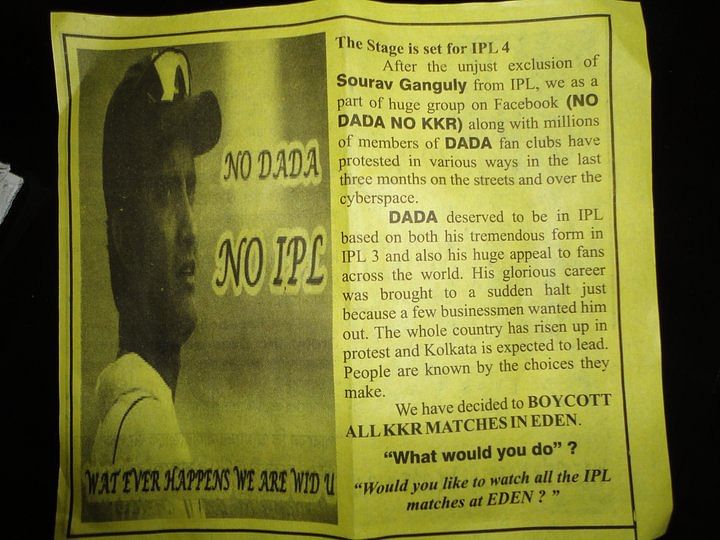 NO DADA
NO IPL
WAT EVER HAPPENS WE ARE WID U
The Stage is set for IPL 4
After the unjust exclusion of
Sourav Ganguly from IPL, we as a
part of huge group on Facebook (NO
DADA NO KKR) along with millions
of members of DADA fan clubs have
protested in various ways in the last
three months on the streets and over the
cyberspace.
DADA deserved to be in IPL
based on both his tremendous form in
IPL 3 and also his huge appeal to fans
across the world. His glorious career
was brought to a sudden halt just
because a few businessmen wanted him
out. The whole country has risen up in
protest and Kolkata is expected to lead.
People are known by the choices they
make.
We have decided to BOYCOTT
ALL KKR MATCHES IN EDEN.
“What would you do” ?
“Would you like to watch all the IPL
matches at EDEN ? ”